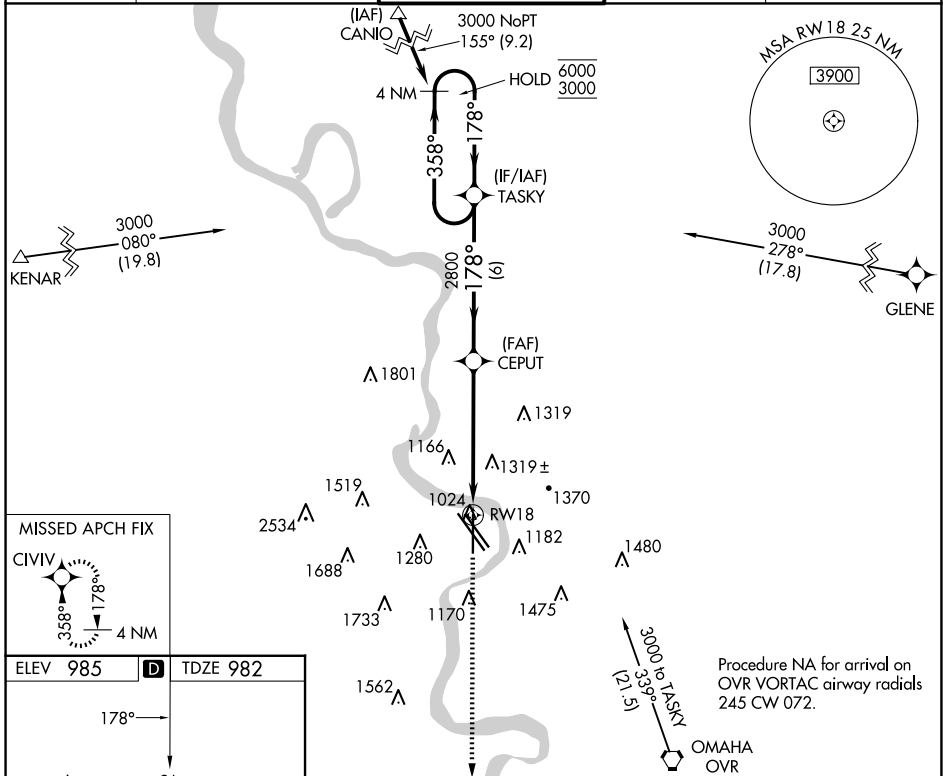 (IAF)
CANIO
3000 NoPT
155° (9.2)
HOLD
6000
3000
4 NM
358°
178°
(IF/IAF)
TASKY
MSA RW18 25 NM
3900
3000
080°
(19.8)
KENAR
2800
178°
(6)
3000
278°
(17.8)
GLENE
(FAF)
CEPUT
1801
1319
1166
1319 ±
1519
1370
1024
RW18
2534
1182
1280
1688
1480
1733
1170
1475
1562
MISSED APCH FIX
CIVIV
358°
178°
4 NM
ELEV 985
D
TDZE 982
178°
3000 to TASKY
339°
(21.5)
OMAHA
OVR
Procedure NA for arrival on
OVR VORTAC airway radials
245 CW 072.